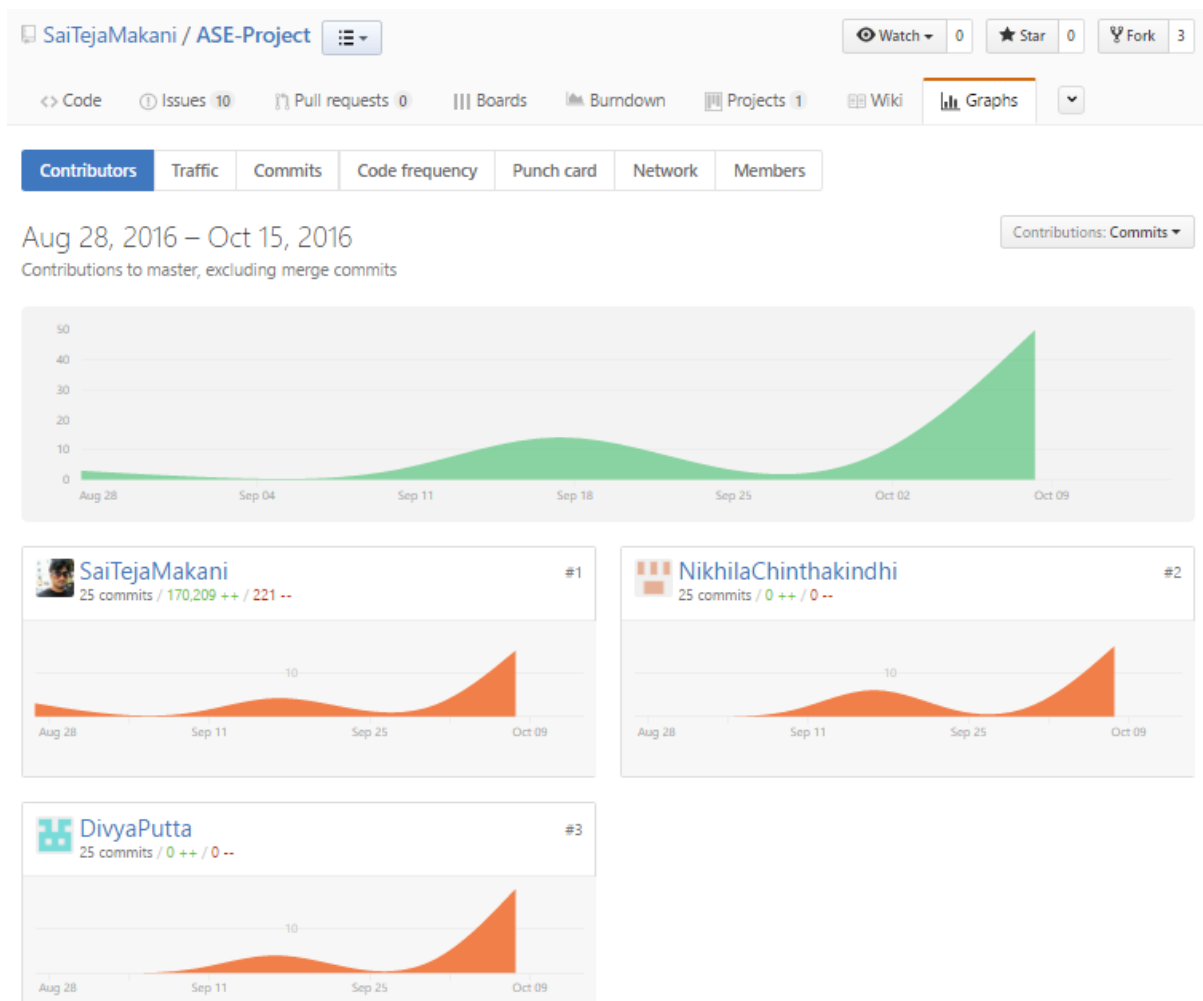 SaiTejaMakani / ASE-Project Watch 0 Star 0 Fork 3
<> Code Issues 10 Pull requests 0 Boards Burndown Projects 1 Wiki Graphs
Contributors Traffic Commits Code frequency Punch card Network Members
Aug 28, 2016 – Oct 15, 2016 Contributions: Commits
Contributions to master, excluding merge commits
50
40
30
20
10
0
Aug 28 Sep 04 Sep 11 Sep 18 Sep 25 Oct 02 Oct 09
SaiTejaMakani #1
25 commits / 170,209 ++ / 221 --
10
Aug 28 Sep 11 Sep 25 Oct 09
NikhilaChinthakindhi #2
25 commits / 0 ++ / 0 --
10
Aug 28 Sep 11 Sep 25 Oct 09
DivyaPutta #3
25 commits / 0 ++ / 0 --
10
Aug 28 Sep 11 Sep 25 Oct 09